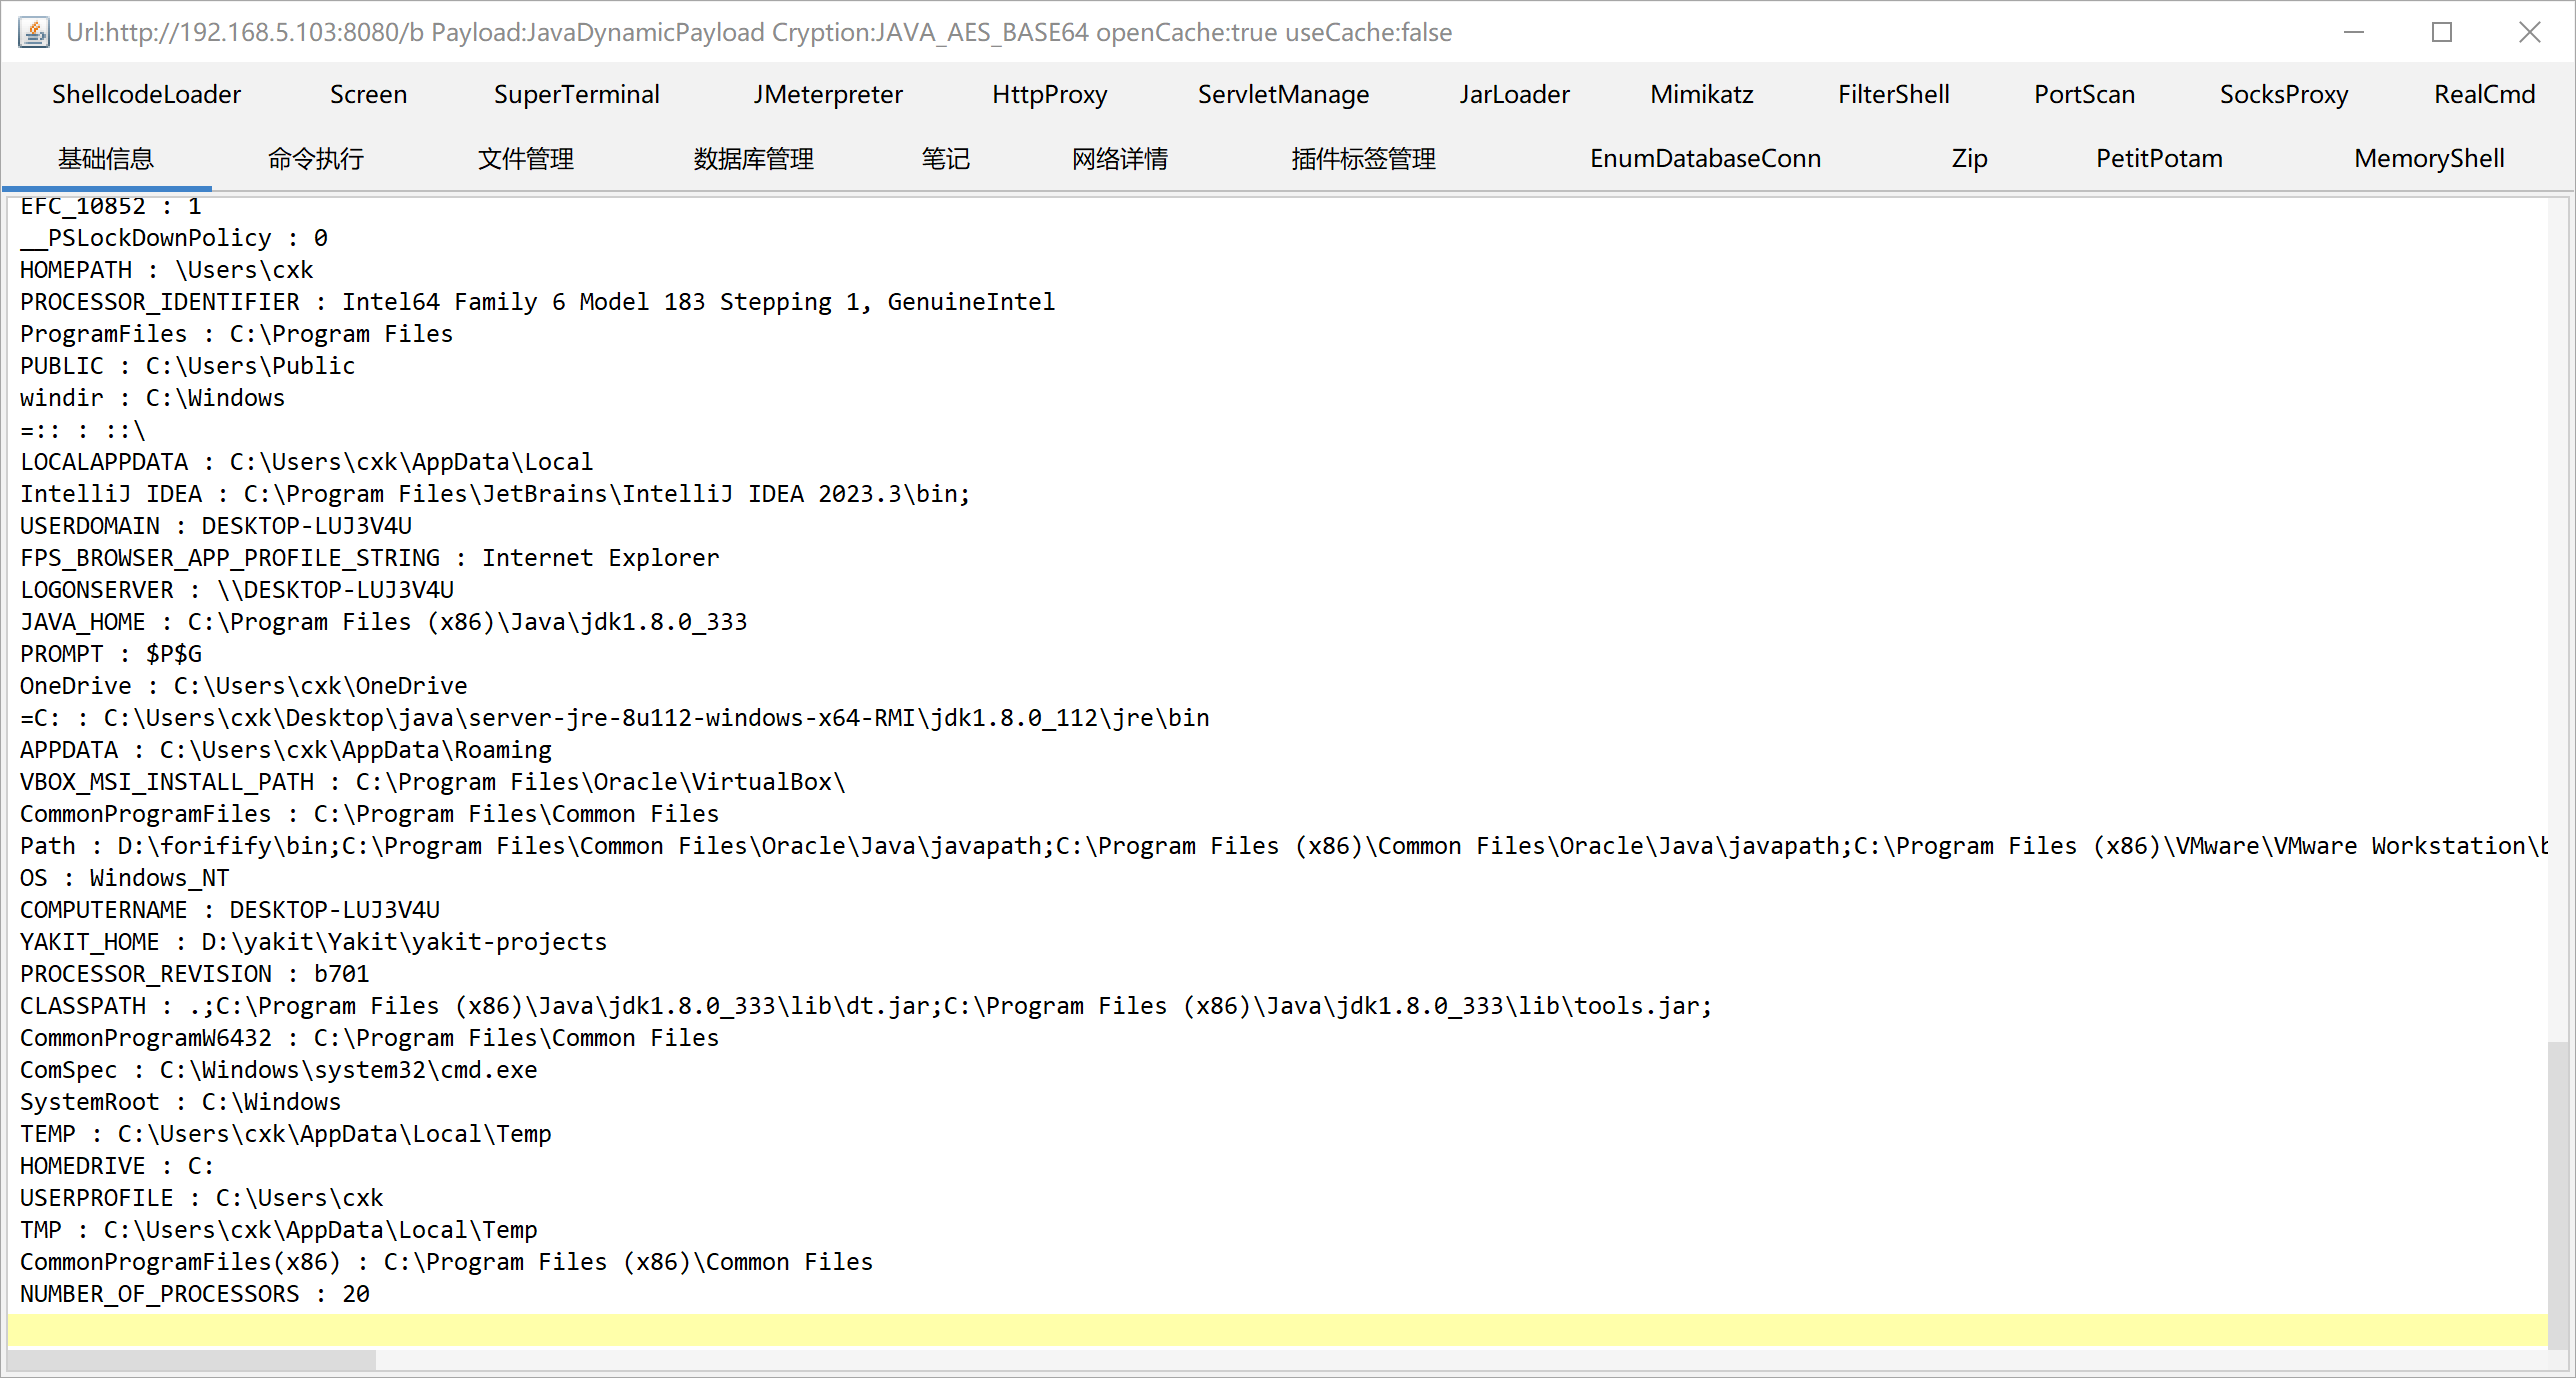 Url:http://192.168.5.103:8080/b Payload:JavaDynamicPayload Cryption:JAVA_AES_BASE64 openCache:true useCache:false
ShellcodeLoader Screen SuperTerminal JMeterpreter HttpProxy ServletManage JarLoader Mimikatz FilterShell PortScan SocksProxy RealCmd
基础信息 命令执行 文件管理 数据库管理 笔记 网络详情 插件标签管理 EnumDatabaseConn Zip PetitPotam MemoryShell
EFC_10852 : 1
__PSLockDownPolicy : 0
HOMEPATH : \Users\cxk
PROCESSOR_IDENTIFIER : Intel64 Family 6 Model 183 Stepping 1, GenuineIntel
ProgramFiles : C:\Program Files
PUBLIC : C:\Users\Public
windir : C:\Windows
=:: : ::\
LOCALAPPDATA : C:\Users\cxk\AppData\Local
IntelliJ IDEA : C:\Program Files\JetBrains\IntelliJ IDEA 2023.3\bin;
USERDOMAIN : DESKTOP-LUJ3V4U
FPS_BROWSER_APP_PROFILE_STRING : Internet Explorer
LOGONSERVER : \\DESKTOP-LUJ3V4U
JAVA_HOME : C:\Program Files (x86)\Java\jdk1.8.0_333
PROMPT : $P$G
OneDrive : C:\Users\cxk\OneDrive
=C: : C:\Users\cxk\Desktop\java\server-jre-8u112-windows-x64-RMI\jdk1.8.0_112\jre\bin
APPDATA : C:\Users\cxk\AppData\Roaming
VBOX_MSI_INSTALL_PATH : C:\Program Files\Oracle\VirtualBox\
CommonProgramFiles : C:\Program Files\Common Files
Path : D:\forifify\bin;C:\Program Files\Common Files\Oracle\Java\javapath;C:\Program Files (x86)\Common Files\Oracle\Java\javapath;C:\Program Files (x86)\VMware\VMware Workstation\b
OS : Windows_NT
COMPUTERNAME : DESKTOP-LUJ3V4U
YAKIT_HOME : D:\yakit\Yakit\yakit-projects
PROCESSOR_REVISION : b701
CLASSPATH : .;C:\Program Files (x86)\Java\jdk1.8.0_333\lib\dt.jar;C:\Program Files (x86)\Java\jdk1.8.0_333\lib\tools.jar;
CommonProgramW6432 : C:\Program Files\Common Files
ComSpec : C:\Windows\system32\cmd.exe
SystemRoot : C:\Windows
TEMP : C:\Users\cxk\AppData\Local\Temp
HOMEDRIVE : C:
USERPROFILE : C:\Users\cxk
TMP : C:\Users\cxk\AppData\Local\Temp
CommonProgramFiles(x86) : C:\Program Files (x86)\Common Files
NUMBER_OF_PROCESSORS : 20